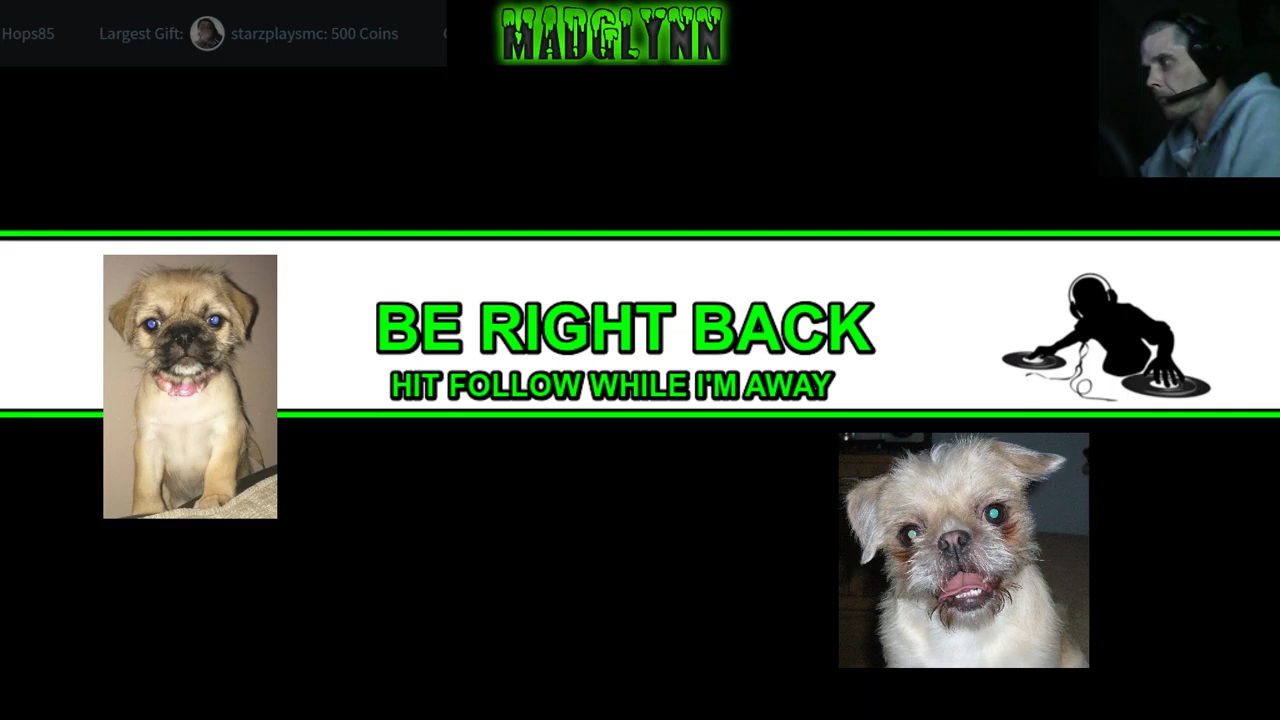 Hops85 Largest Gift: starzplaysmc: 500 Coins
MADGLYNN
BE RIGHT BACK
HIT FOLLOW WHILE I'M AWAY